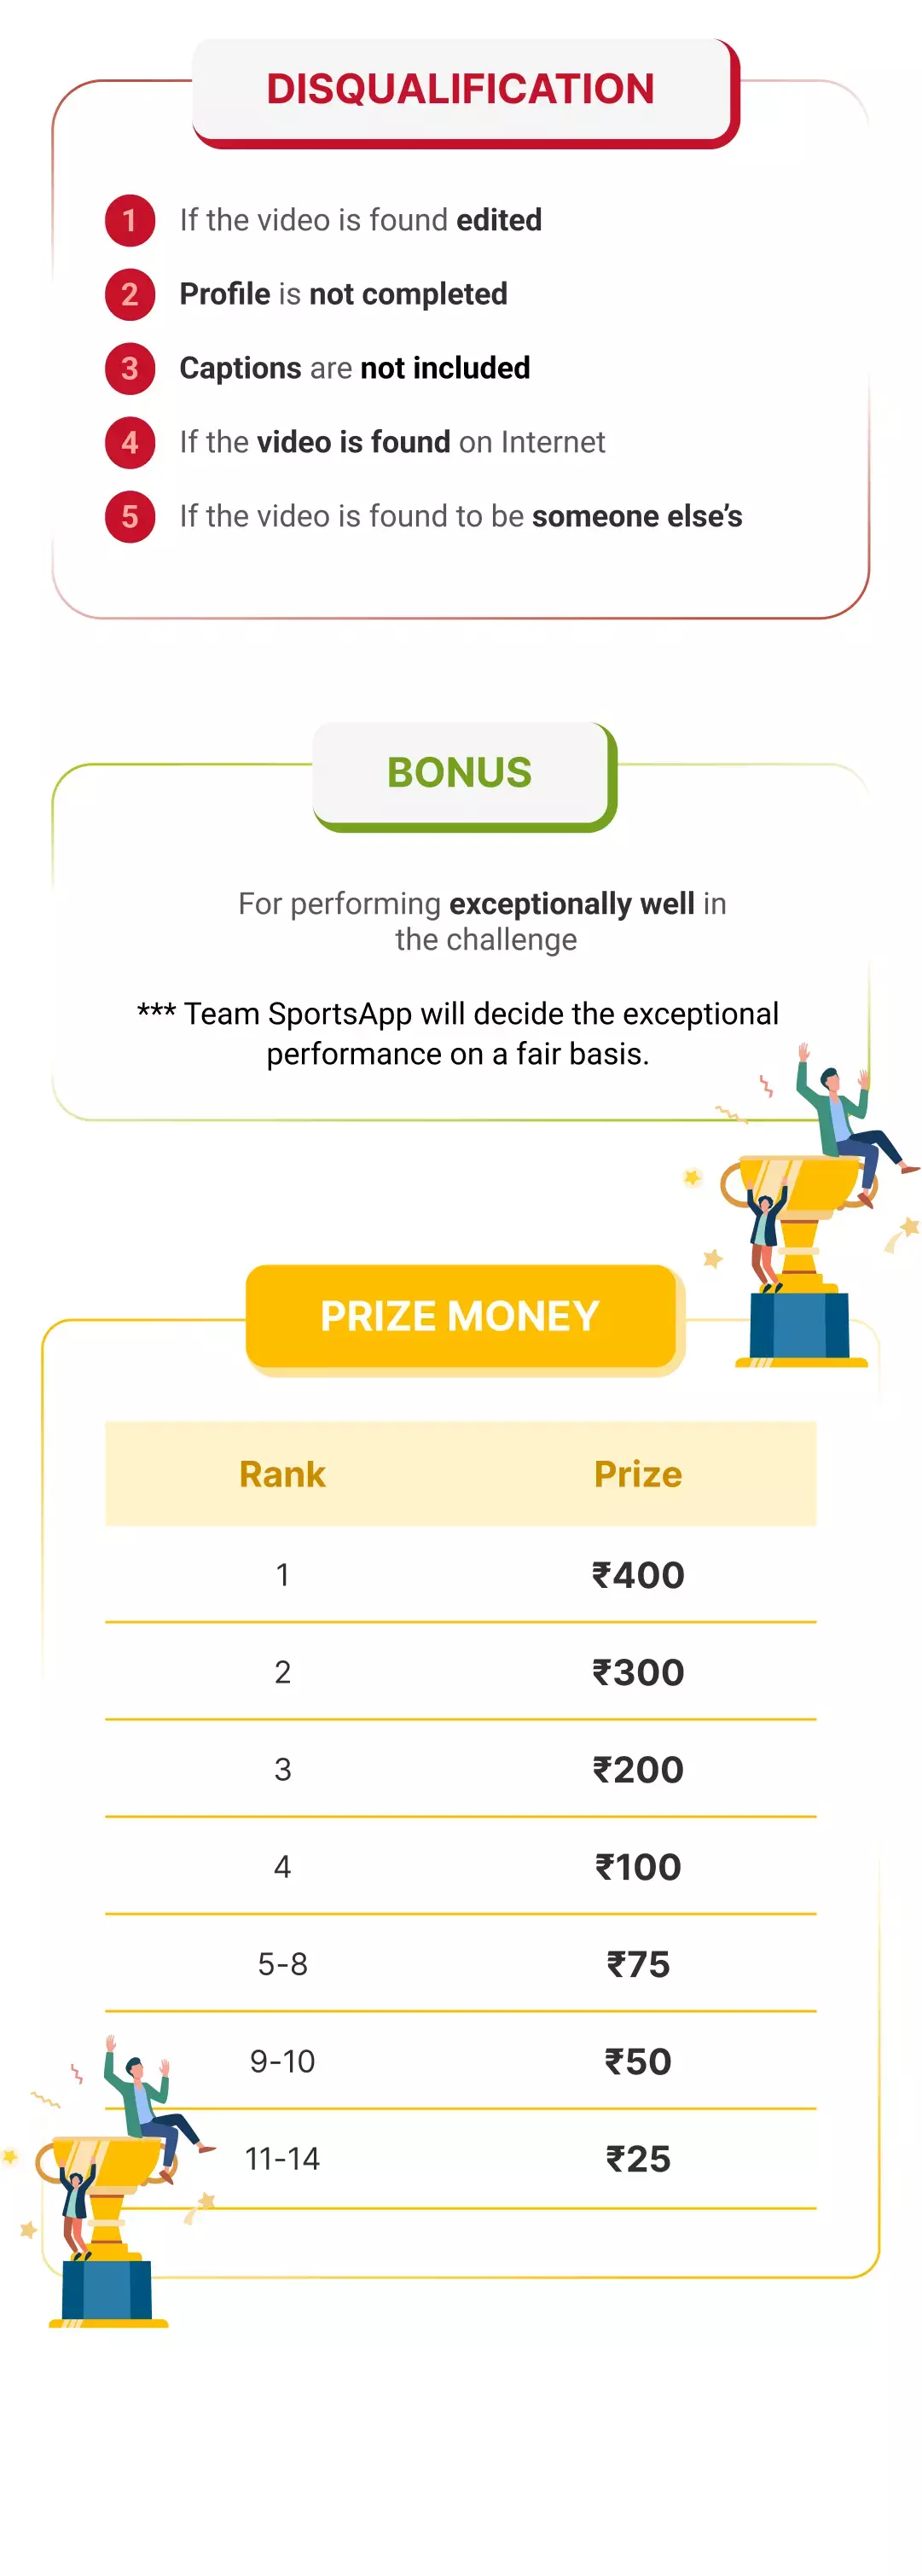 DISQUALIFICATION
1 If the video is found edited
2 Profile is not completed
3 Captions are not included
4 If the video is found on Internet
5 If the video is found to be someone else’s
BONUS
For performing exceptionally well in
the challenge
*** Team SportsApp will decide the exceptional
performance on a fair basis.
PRIZE MONEY
Rank Prize
1 ₹400
2 ₹300
3 ₹200
4 ₹100
5-8 ₹75
9-10 ₹50
11-14 ₹25